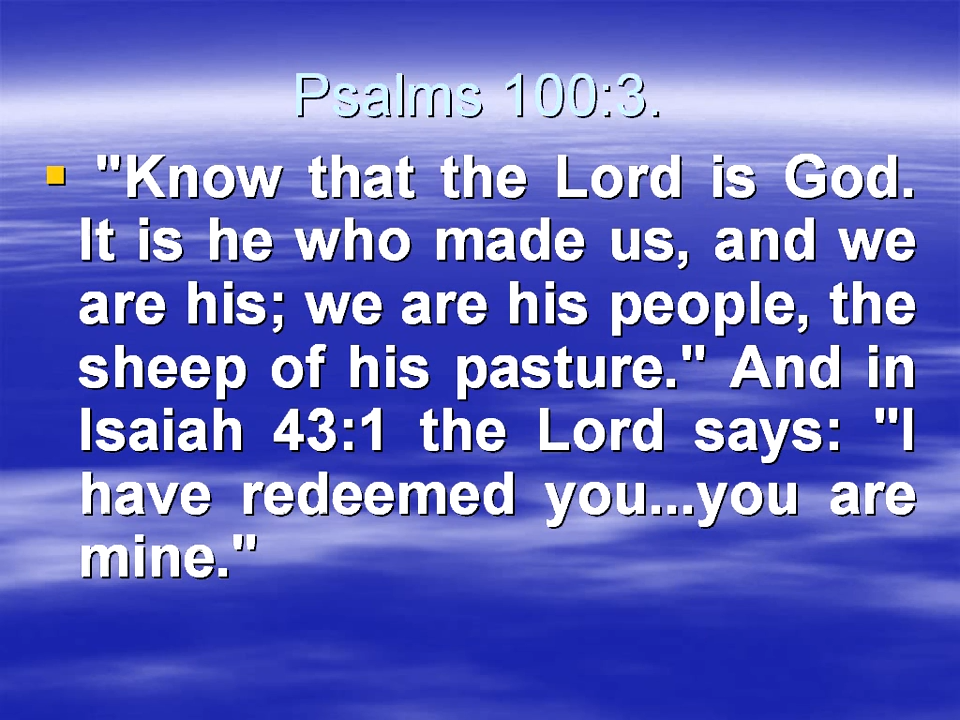 Psalms 100:3.
▪ "Know that the Lord is God.
It is he who made us, and we
are his; we are his people, the
sheep of his pasture." And in
Isaiah 43:1 the Lord says: "I
have redeemed you...you are
mine."